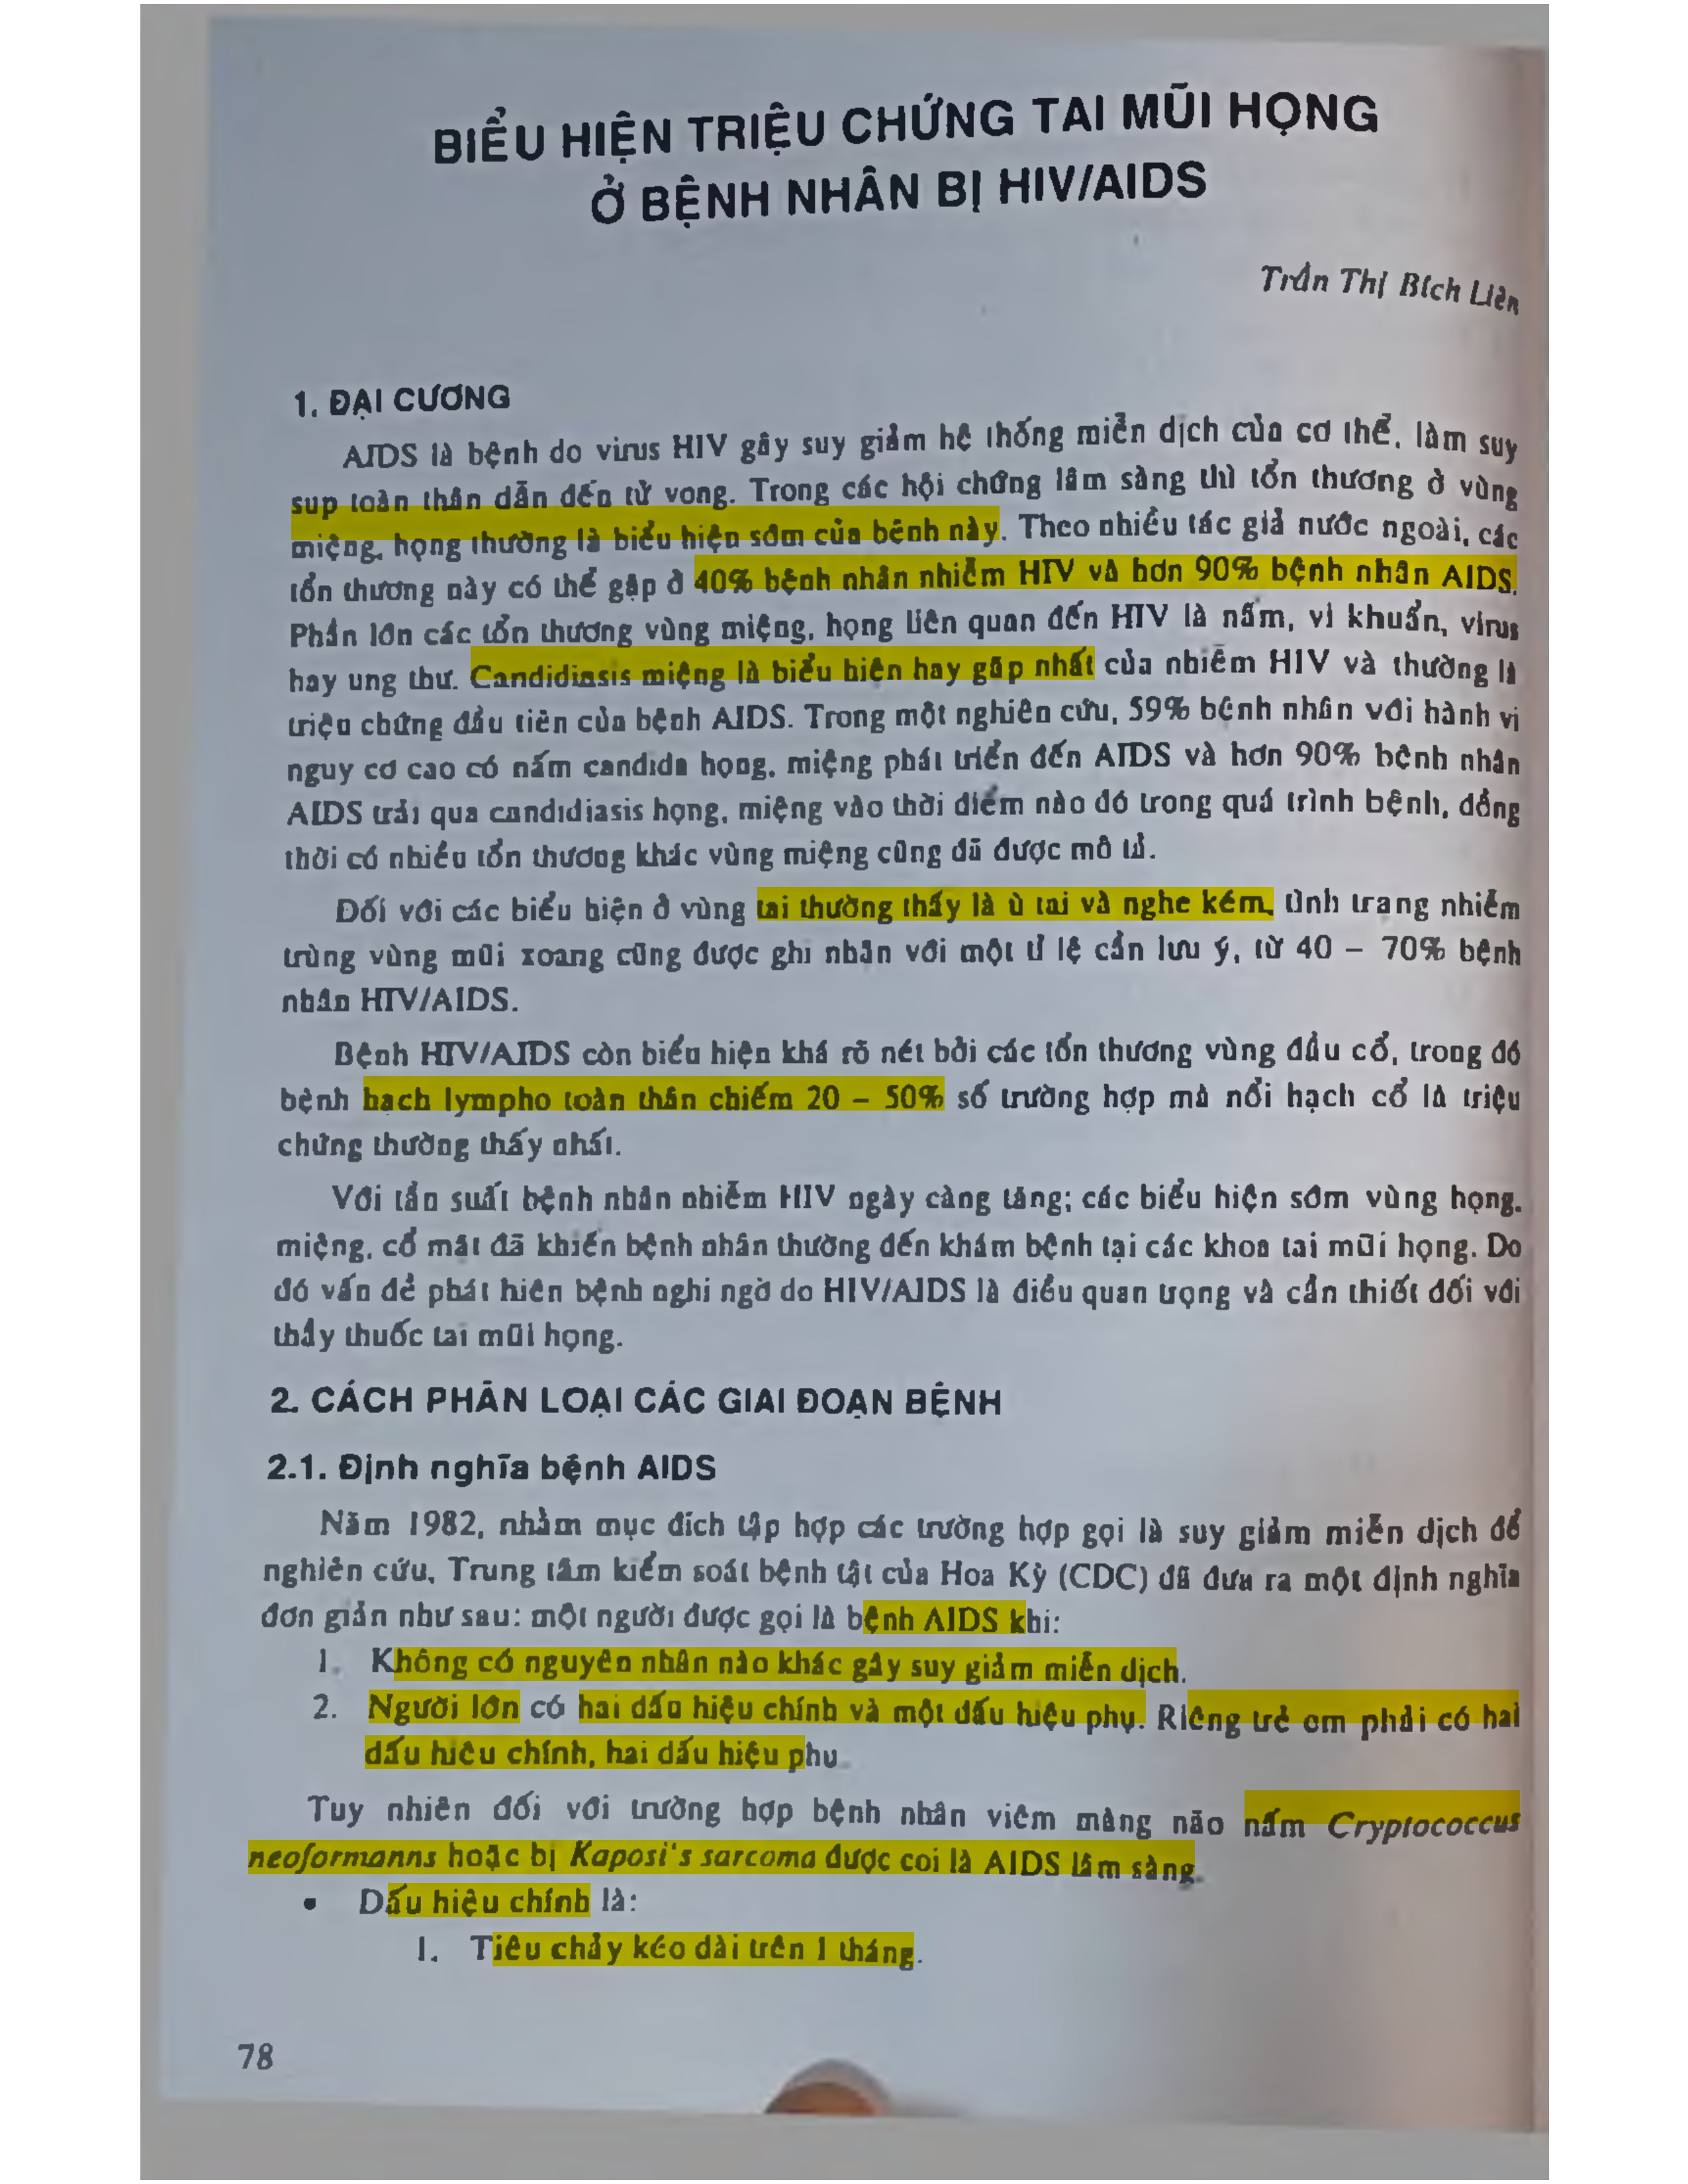 BIỂU HIỆN TRIỆU CHỨNG TAI MŨI HỌNG
Ở BỆNH NHÂN BỊ HIV/AIDS
Trần Thị Bích Liên
1. ĐẠI CƯƠNG
AIDS là bệnh do virus HIV gây suy giảm hệ thống miễn dịch của cơ thể, làm suy
sụp toàn thân dẫn đến tử vong. Trong các hội chứng lâm sàng thì tổn thương ở vùng
miệng, họng thường là biểu hiện sớm của bệnh này. Theo nhiều tác giả nước ngoài, các
tổn thương này có thể gặp ở 40% bệnh nhân nhiễm HIV và hơn 90% bệnh nhân AIDS.
Phần lớn các tổn thương vùng miệng, họng liên quan đến HIV là nấm, vi khuẩn, virus
hay ung thư. Candidiasis miệng là biểu hiện hay gặp nhất của nhiễm HIV và thường là
triệu chứng đầu tiên của bệnh AIDS. Trong một nghiên cứu, 59% bệnh nhân với hành vi
nguy cơ cao có nấm candida họng, miệng phát triển đến AIDS và hơn 90% bệnh nhân
AIDS trải qua candidiasis họng, miệng vào thời điểm nào đó trong quá trình bệnh, đồng
thời có nhiều tổn thương khác vùng miệng cũng đã được mô tả.
Đối với các biểu hiện ở vùng tai thường thấy là ù tai và nghe kém, tình trạng nhiễm
trùng vùng mũi xoang cũng được ghi nhận với một tỉ lệ cần lưu ý, từ 40 – 70% bệnh
nhân HIV/AIDS.
Bệnh HIV/AIDS còn biểu hiện khá rõ nét bởi các tổn thương vùng đầu cổ, trong đó
bệnh hạch lympho toàn thân chiếm 20 – 50% số trường hợp mà nổi hạch cổ là triệu
chứng thường thấy nhất.
Với tần suất bệnh nhân nhiễm HIV ngày càng tăng; các biểu hiện sớm vùng họng,
miệng, cổ mặt đã khiến bệnh nhân thường đến khám bệnh tại các khoa tai mũi họng. Do
đó vấn đề phát hiện bệnh nghi ngờ do HIV/AIDS là điều quan trọng và cần thiết đối với
thầy thuốc tai mũi họng.
2. CÁCH PHÂN LOẠI CÁC GIAI ĐOẠN BỆNH
2.1. Định nghĩa bệnh AIDS
Năm 1982, nhằm mục đích tập hợp các trường hợp gọi là suy giảm miễn dịch để
nghiên cứu, Trung tâm kiểm soát bệnh tật của Hoa Kỳ (CDC) đã đưa ra một định nghĩa
đơn giản như sau: một người được gọi là bệnh AIDS khi:
1. Không có nguyên nhân nào khác gây suy giảm miễn dịch.
2. Người lớn có hai dấu hiệu chính và một dấu hiệu phụ. Riêng trẻ em phải có hai
dấu hiệu chính, hai dấu hiệu phụ.
Tuy nhiên đối với trường hợp bệnh nhân viêm màng não nấm Cryptococcus
neoformanns hoặc bị Kaposi's sarcoma được coi là AIDS lâm sàng.
• Dấu hiệu chính là:
1. Tiêu chảy kéo dài trên 1 tháng.
78